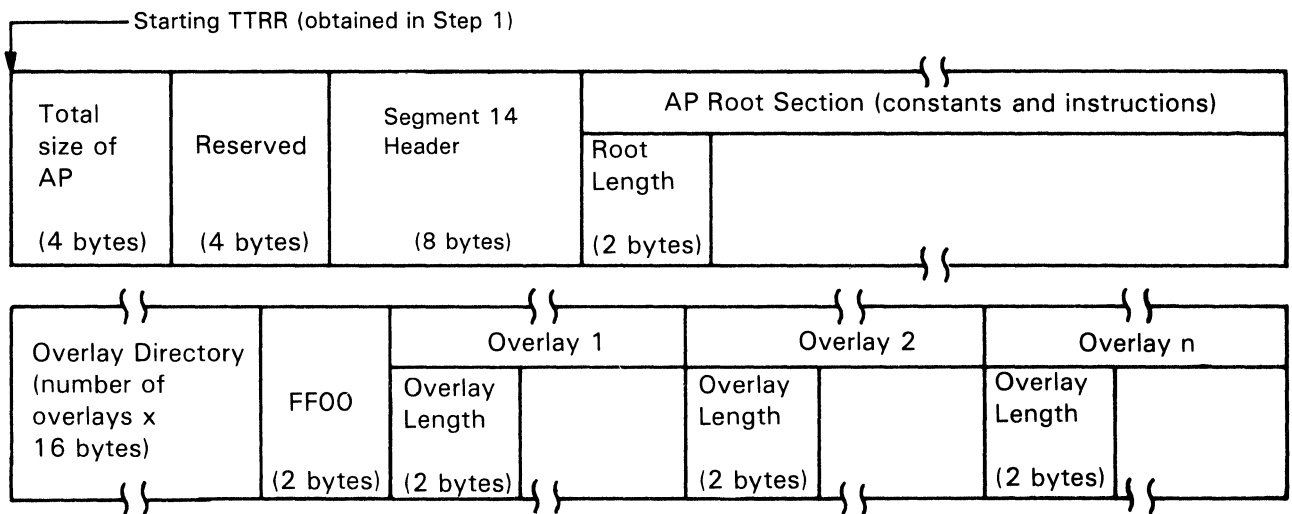 Starting TTRR (obtained in Step 1)
Total
size of
AP
(4 bytes)
Reserved
(4 bytes)
Segment 14
Header
(8 bytes)
AP Root Section (constants and instructions)
Root
Length
(2 bytes)
Overlay Directory
(number of
overlays x
16 bytes)
FF00
(2 bytes)
Overlay 1
Overlay
Length
(2 bytes)
Overlay 2
Overlay
Length
(2 bytes)
Overlay n
Overlay
Length
(2 bytes)